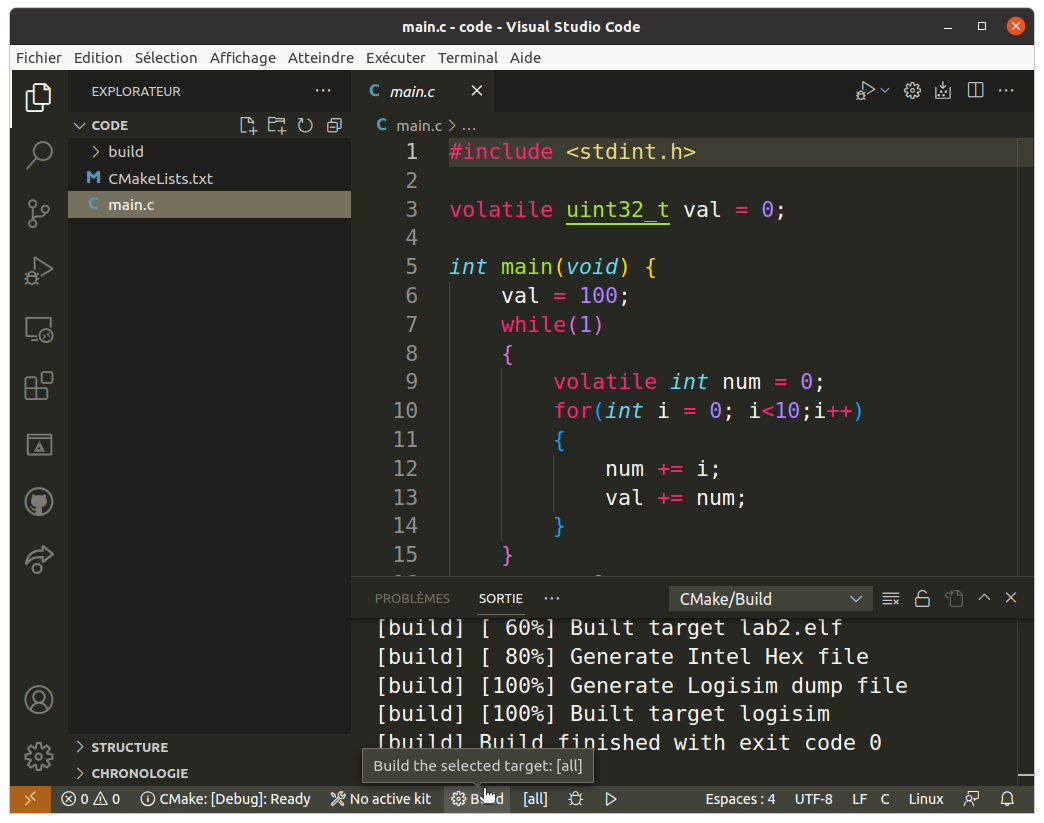 main.c - code - Visual Studio Code
Fichier Edition Sélection Affichage Atteindre Exécuter Terminal Aide
EXPLORATEUR
CODE
build
M CMakeLists.txt
C main.c
STRUCTURE
CHRONOLOGIE
C main.c
C main.c > ...
1 #include <stdint.h>
2
3 volatile uint32_t val = 0;
4
5 int main(void) {
6 val = 100;
7 while(1)
8 {
9 volatile int num = 0;
10 for(int i = 0; i<10;i++)
11 {
12 num += i;
13 val += num;
14 }
15 }
PROBLÈMES SORTIE CMake/Build
[build] [ 60%] Built target lab2.elf
[build] [ 80%] Generate Intel Hex file
[build] [100%] Generate Logisim dump file
[build] [100%] Built target logisim
[build] Build finished with exit code 0
Build the selected target: [all]
0 0 CMake: [Debug]: Ready No active kit [all] Espaces : 4 UTF-8 LF C Linux